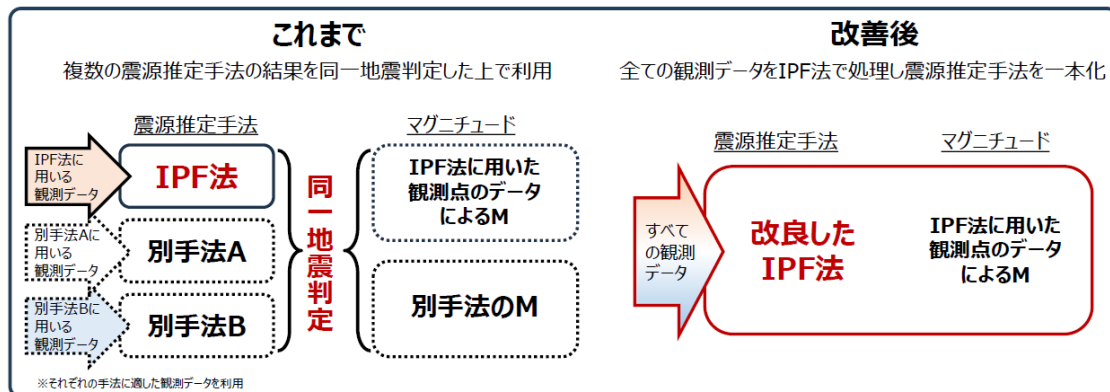 これまで
複数の震源推定手法の結果を同一地震判定した上で利用
震源推定手法
マグニチュード
IPF法に
用いる
観測データ
IPF法
別手法Aに
用いる
観測データ
別手法A
別手法Bに
用いる
観測データ
別手法B
同一地震判定
IPF法に用いた
観測点のデータ
によるM
別手法のM
※それぞれの手法に適した観測データを利用
改善後
全ての観測データをIPF法で処理し震源推定手法を一本化
震源推定手法
マグニチュード
すべて
の観測
データ
改良した
IPF法
IPF法に用いた
観測点のデータ
によるM